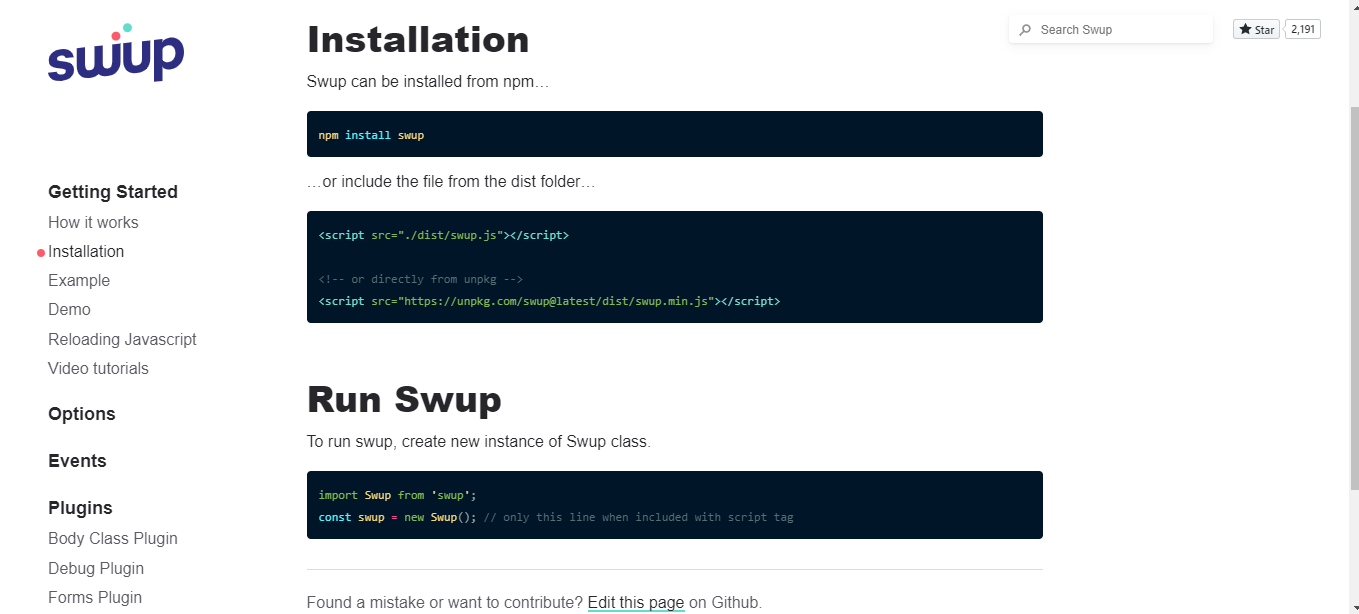 swup
Getting Started
How it works
Installation
Example
Demo
Reloading Javascript
Video tutorials
Options
Events
Plugins
Body Class Plugin
Debug Plugin
Forms Plugin
Search Swup
Star
2,191
Installation
Swup can be installed from npm…
npm install swup
…or include the file from the dist folder…
<script src="./dist/swup.js"></script>
<!-- or directly from unpkg -->
<script src="https://unpkg.com/swup@latest/dist/swup.min.js"></script>
Run Swup
To run swup, create new instance of Swup class.
import Swup from 'swup';
const swup = new Swup(); // only this line when included with script tag
Found a mistake or want to contribute? Edit this page on Github.